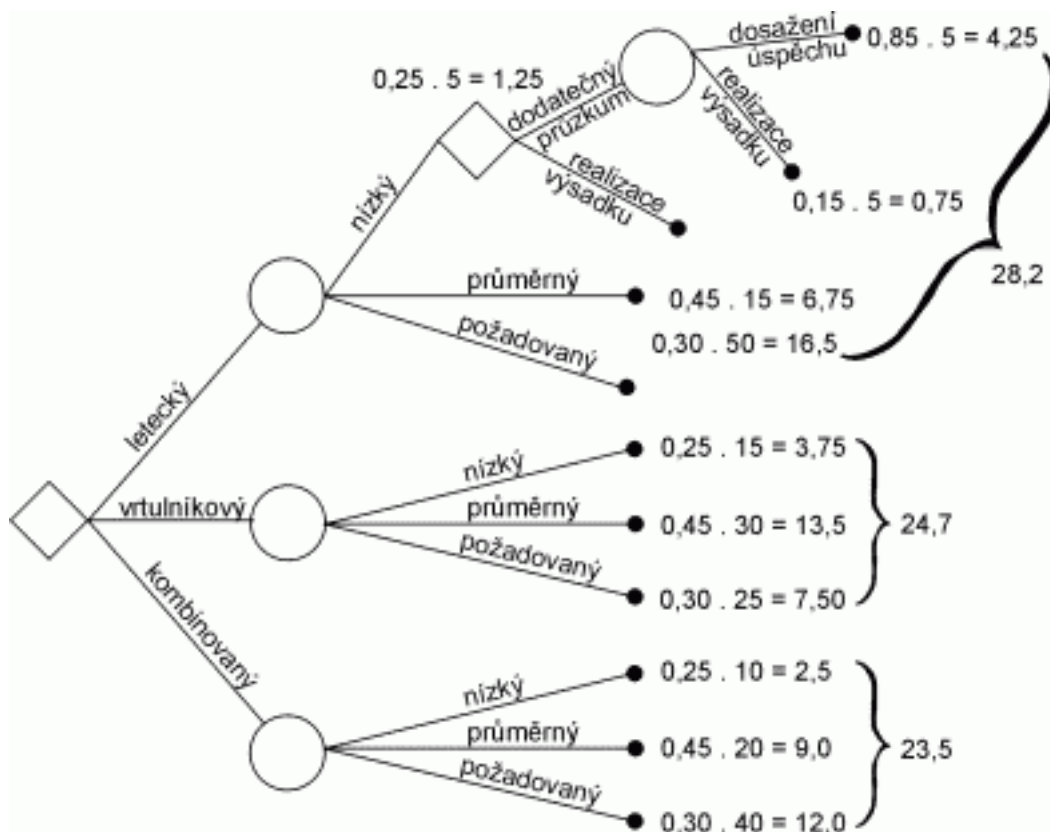 dosažení
úspěchu
0,85 . 5 = 4,25
0,25 . 5 = 1,25
dodatečný
průzkum
realizace
výsadku
realizace
výsadku
0,15 . 5 = 0,75
nízký
28,2
průměrný
0,45 . 15 = 6,75
požadovaný
0,30 . 50 = 16,5
letecký
nízký
0,25 . 15 = 3,75
vrtulníkový
průměrný
0,45 . 30 = 13,5
24,7
požadovaný
0,30 . 25 = 7,50
kombinovaný
nízký
0,25 . 10 = 2,5
průměrný
0,45 . 20 = 9,0
23,5
požadovaný
0,30 . 40 = 12,0